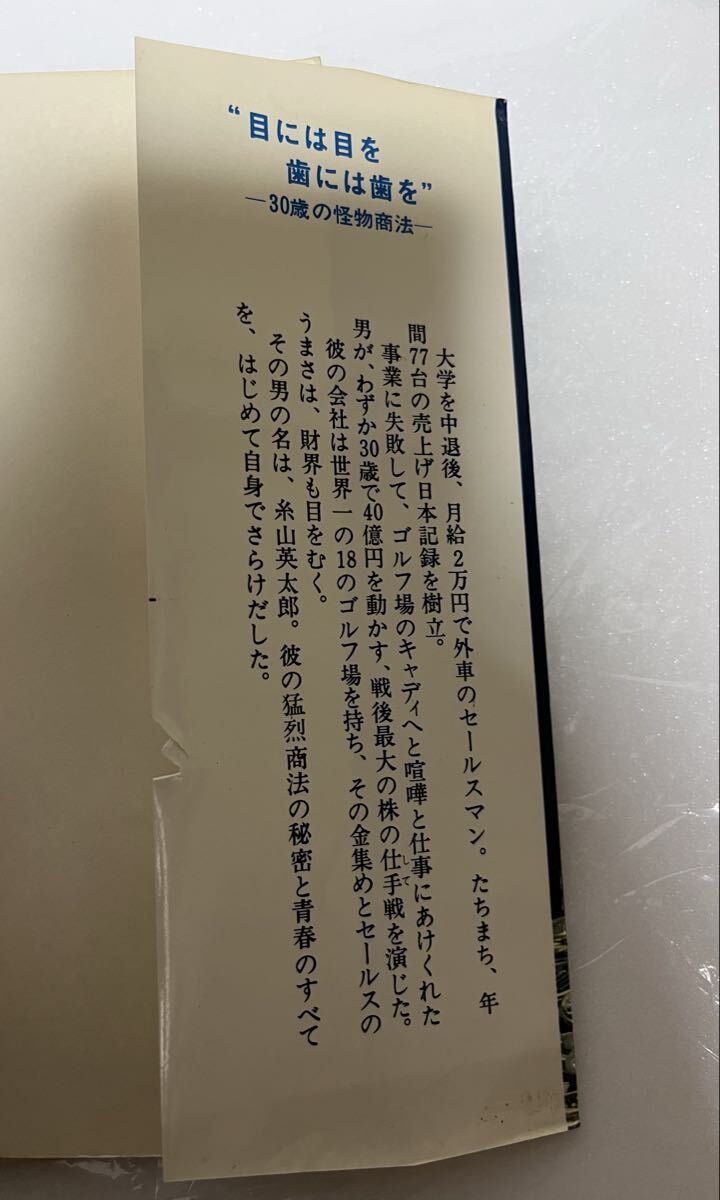 “目には目を
歯には歯を”
―30歳の怪物商法―
大学を中退後、月給2万円で外車のセールスマン。たちまち、年
間77台の売上げ日本記録を樹立。
事業に失敗して、ゴルフ場のキャディへと喧嘩と仕事にあけくれた
男が、わずか30歳で40億円を動かす、戦後最大の株の仕手戦を演じた。
して
彼の会社は世界一の18のゴルフ場を持ち、その金集めとセールスの
うまさは、財界も目をむく。
その男の名は、糸山英太郎。彼の猛烈商法の秘密と青春のすべて
を、はじめて自身でさらけだした。